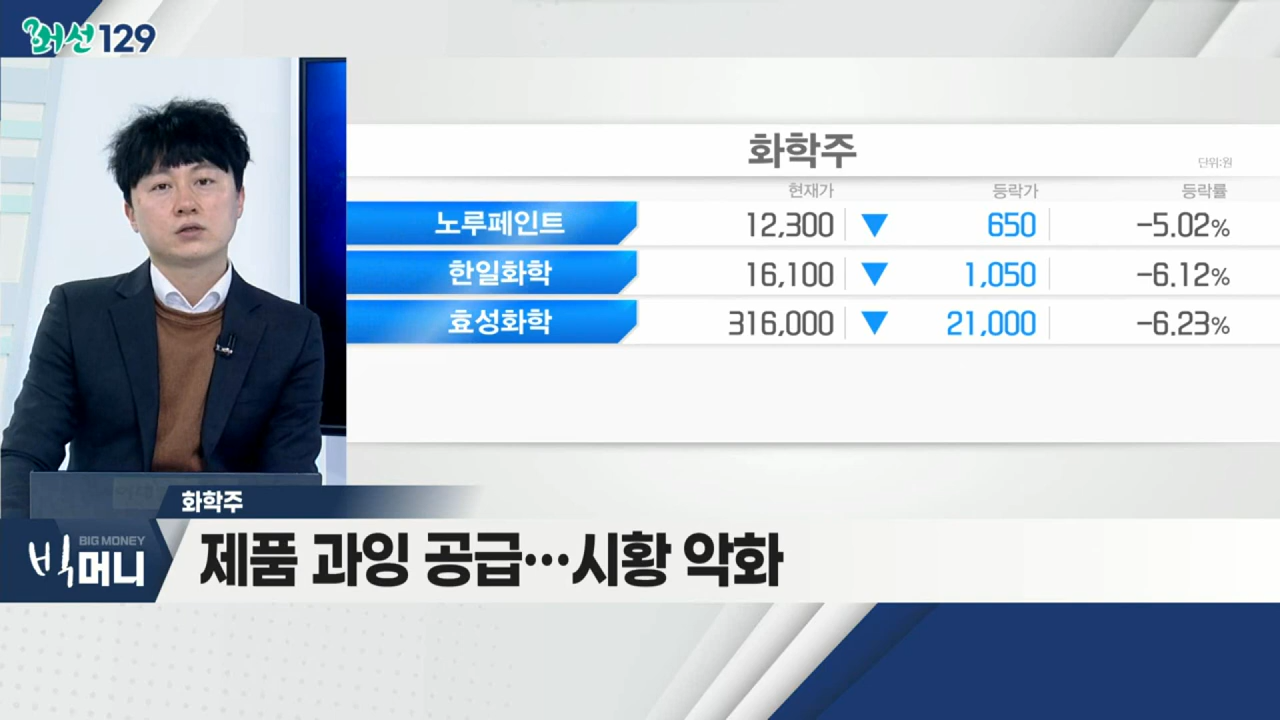 머선129
화학주
단위:원
현재가 등락가 등락률
노루페인트 12,300 ▼ 650 -5.02%
한일화학 16,100 ▼ 1,050 -6.12%
효성화학 316,000 ▼ 21,000 -6.23%
화학주
BIG MONEY
빅머니
제품 과잉 공급…시황 악화